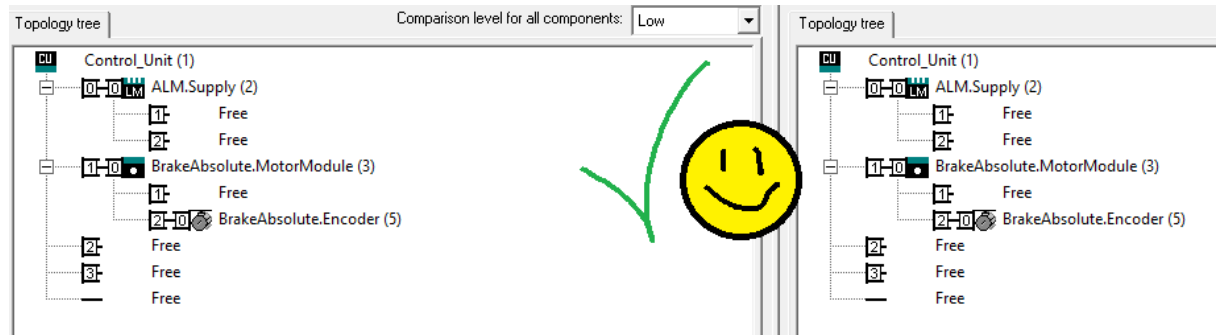 Topology tree Comparison level for all components: Low
CU Control_Unit (1)
0 0 LM ALM.Supply (2)
1 Free
2 Free
1 0 BrakeAbsolute.MotorModule (3)
1 Free
2 0 BrakeAbsolute.Encoder (5)
2 Free
3 Free
Free
Topology tree
CU Control_Unit (1)
0 0 LM ALM.Supply (2)
1 Free
2 Free
1 0 BrakeAbsolute.MotorModule (3)
1 Free
2 0 BrakeAbsolute.Encoder (5)
2 Free
3 Free
Free